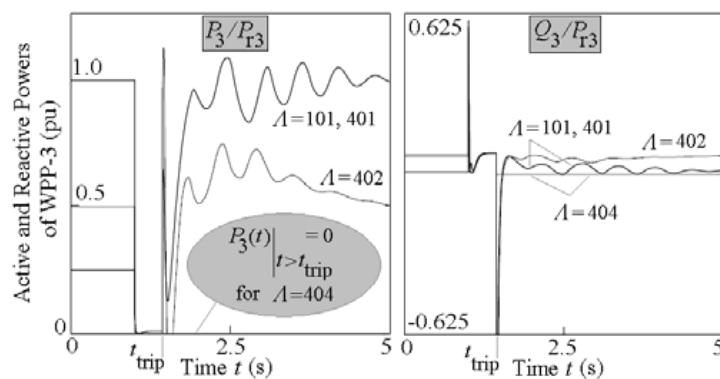 Active and Reactive Powers
of WPP-3 (pu)
P3/Pr3
1.0
0.5
0
Λ=101, 401
Λ=402
P3(t) | t>ttrip = 0
for Λ=404
ttrip
2.5
5
Time t (s)
Q3/Pr3
0.625
-0.625
Λ=101, 401
Λ=402
Λ=404
0
ttrip
2.5
5
Time t (s)